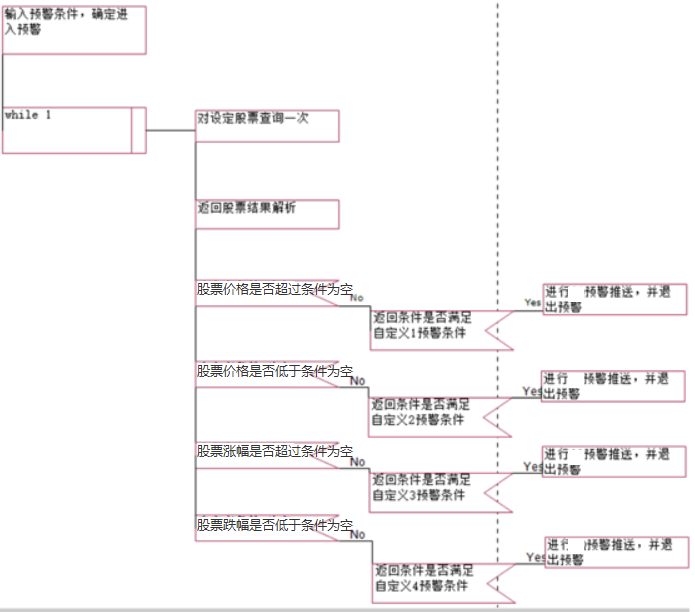 输入预警条件，确定进
入预警
while 1
对设定股票查询一次
返回股票结果解析
股票价格是否超过条件为空
No
返回条件是否满足
自定义1预警条件
Yes
进行 预警推送，并退
出预警
股票价格是否低于条件为空
No
返回条件是否满足
自定义2预警条件
Yes
进行 预警推送，并退
出预警
股票涨幅是否超过条件为空
No
返回条件是否满足
自定义3预警条件
Yes
进行 预警推送，并退
出预警
股票跌幅是否低于条件为空
No
返回条件是否满足
自定义4预警条件
Yes
进行 预警推送，并退
出预警